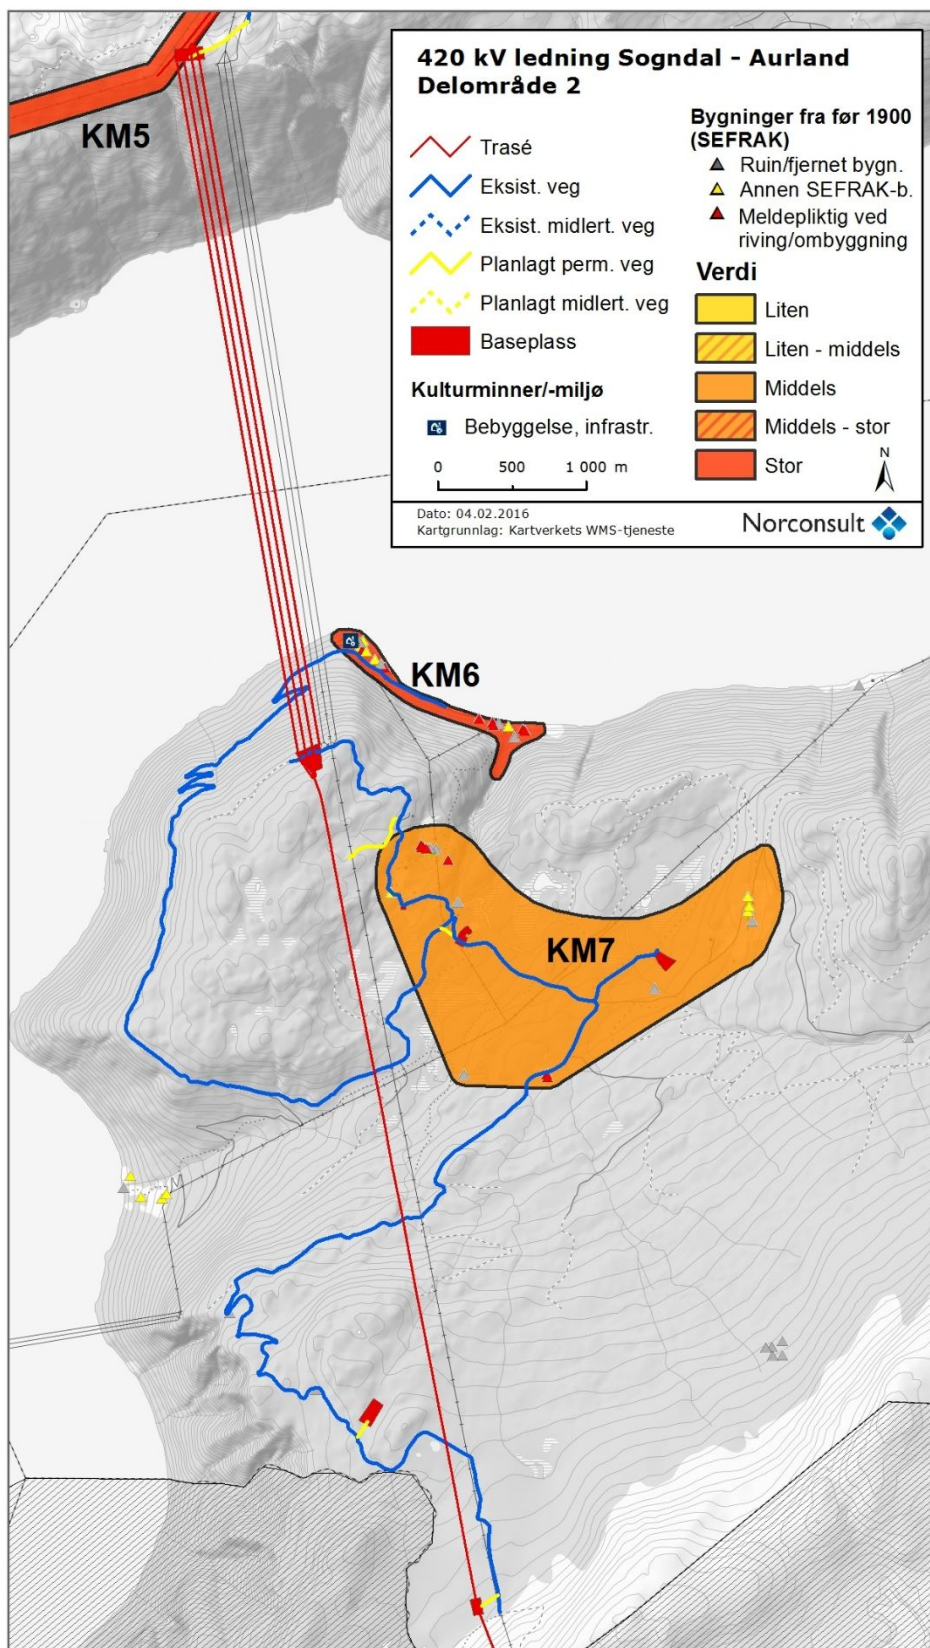 420 kV ledning Sogndal - Aurland
Delområde 2
Trasé
Eksist. veg
Eksist. midlert. veg
Planlagt perm. veg
Planlagt midlert. veg
Baseplass
Kulturminner/-miljø
Bebyggelse, infrastr.
0 500 1 000 m
Bygninger fra før 1900
(SEFRAK)
Ruin/fjernet bygn.
Annen SEFRAK-b.
Meldepliktig ved
riving/ombyggning
Verdi
Liten
Liten - middels
Middels
Middels - stor
Stor
N
Dato: 04.02.2016
Kartgrunnlag: Kartverkets WMS-tjeneste
Norconsult
KM5
KM6
KM7